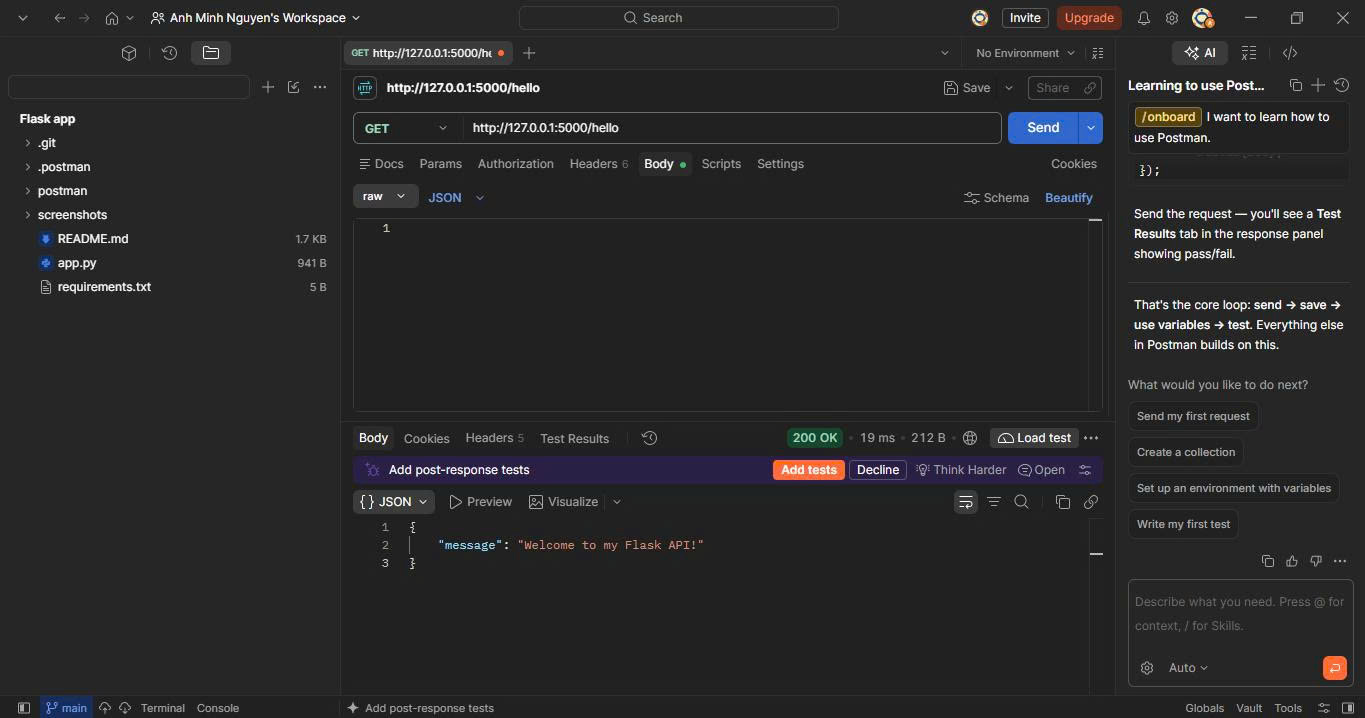 Anh Minh Nguyen's Workspace
Search
Invite
Upgrade
GET http://127.0.0.1:5000/he
No Environment
AI
HTTP
http://127.0.0.1:5000/hello
Save
Share
Learning to use Post...
Flask app
.git
.postman
postman
screenshots
README.md 1.7 KB
app.py 941 B
requirements.txt 5 B
GET
http://127.0.0.1:5000/hello
Send
Docs Params Authorization Headers 6 Body Scripts Settings Cookies
raw JSON Schema Beautify
1
Body Cookies Headers 5 Test Results 200 OK 19 ms 212 B Load test
Add post-response tests Add tests Decline Think Harder Open
{} JSON Preview Visualize
1 {
2 "message": "Welcome to my Flask API!"
3 }
/onboard I want to learn how to
use Postman.
});
Send the request — you'll see a Test
Results tab in the response panel
showing pass/fail.
That's the core loop: send → save →
use variables → test. Everything else
in Postman builds on this.
What would you like to do next?
Send my first request
Create a collection
Set up an environment with variables
Write my first test
Describe what you need. Press @ for
context, / for Skills.
Auto
main Terminal Console Add post-response tests Globals Vault Tools